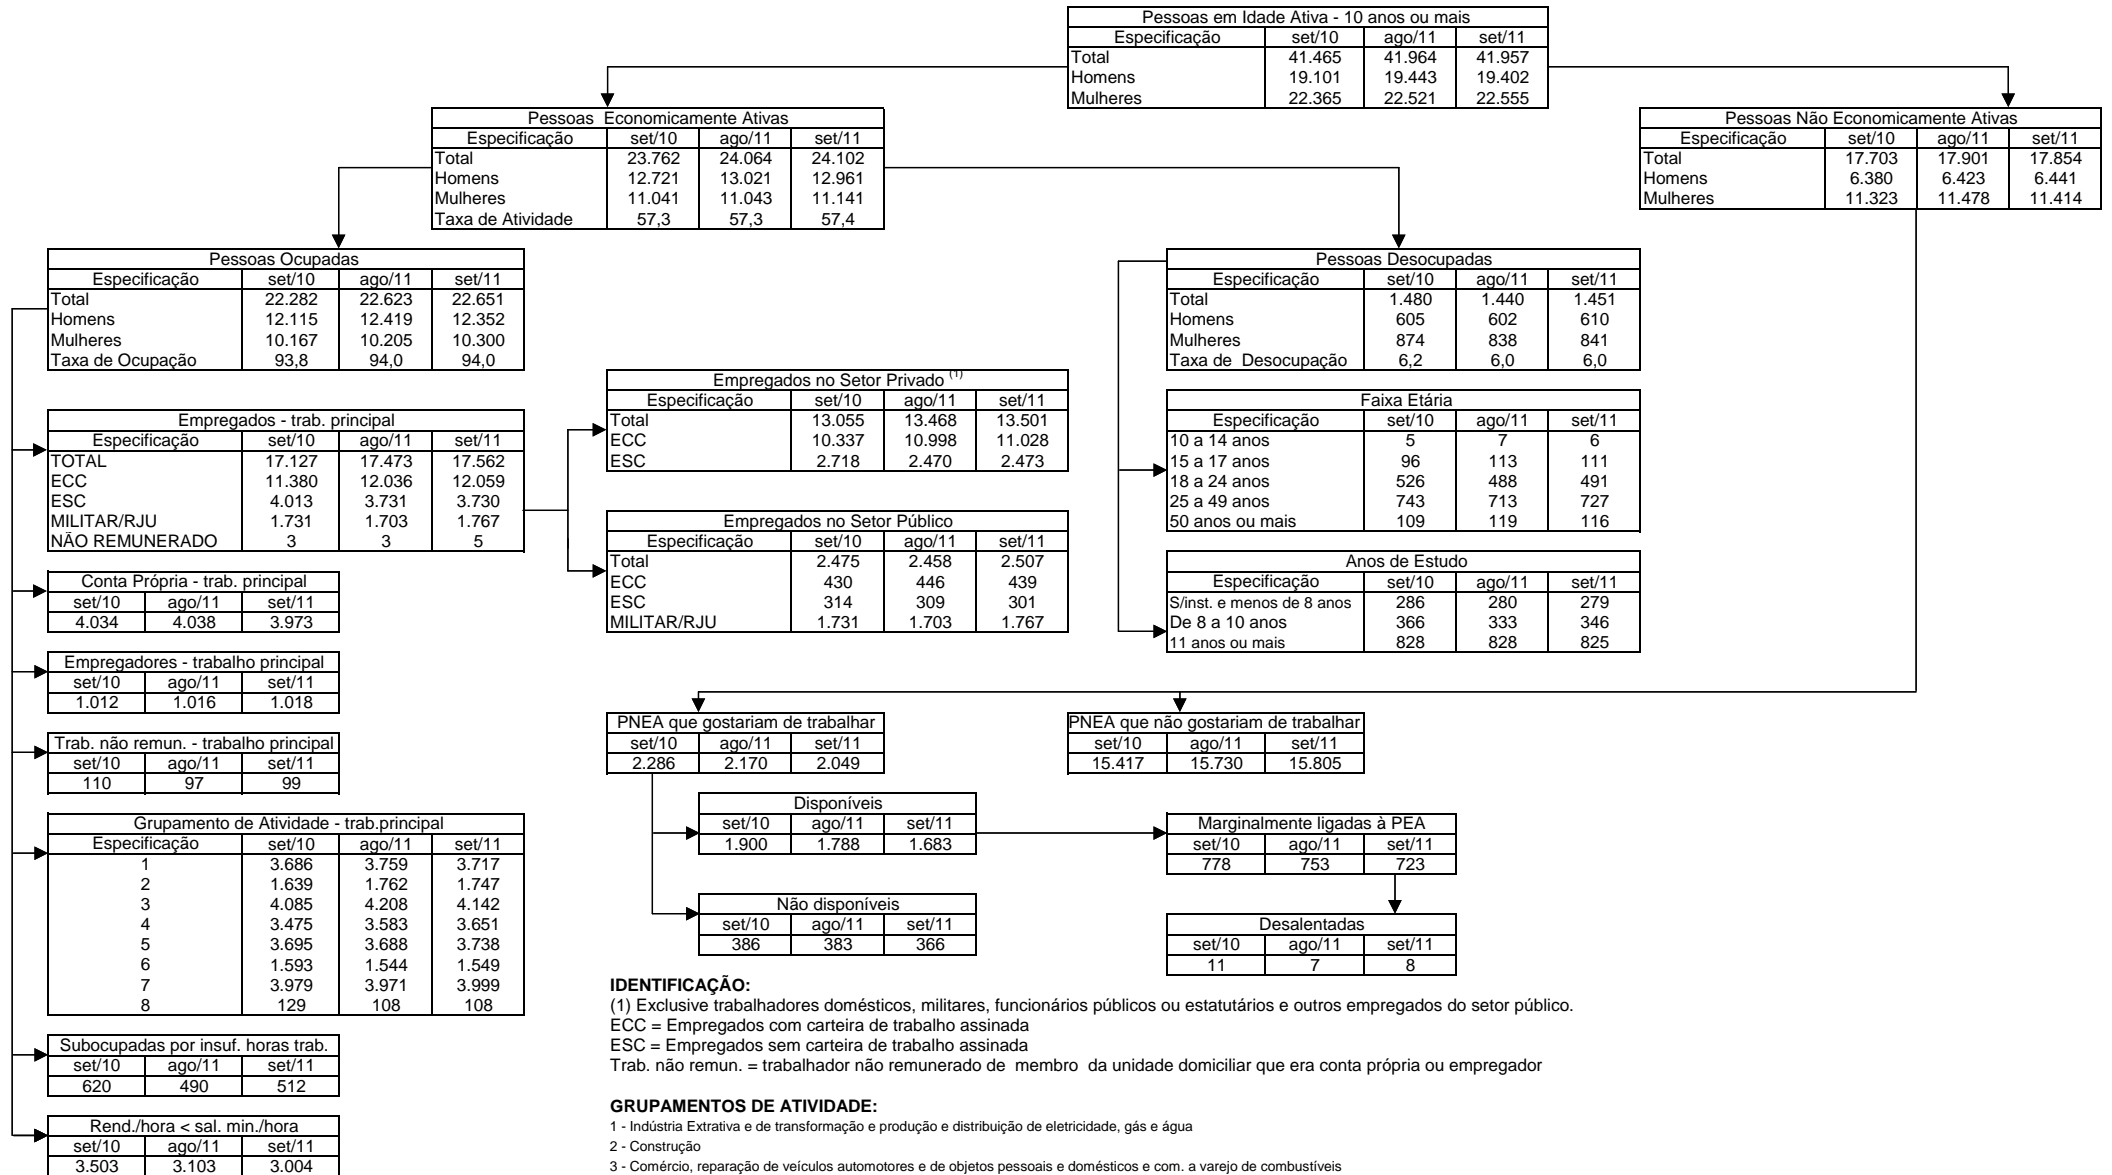 Pessoas em Idade Ativa - 10 anos ou mais
Especificação set/10 ago/11 set/11
Total 41.465 41.964 41.957
Homens 19.101 19.443 19.402
Mulheres 22.365 22.521 22.555
Pessoas Economicamente Ativas
Especificação set/10 ago/11 set/11
Total 23.762 24.064 24.102
Homens 12.721 13.021 12.961
Mulheres 11.041 11.043 11.141
Taxa de Atividade 57,3 57,3 57,4
Pessoas Não Economicamente Ativas
Especificação set/10 ago/11 set/11
Total 17.703 17.901 17.854
Homens 6.380 6.423 6.441
Mulheres 11.323 11.478 11.414
Pessoas Ocupadas
Especificação set/10 ago/11 set/11
Total 22.282 22.623 22.651
Homens 12.115 12.419 12.352
Mulheres 10.167 10.205 10.300
Taxa de Ocupação 93,8 94,0 94,0
Pessoas Desocupadas
Especificação set/10 ago/11 set/11
Total 1.480 1.440 1.451
Homens 605 602 610
Mulheres 874 838 841
Taxa de Desocupação 6,2 6,0 6,0
Empregados - trab. principal
Especificação set/10 ago/11 set/11
TOTAL 17.127 17.473 17.562
ECC 11.380 12.036 12.059
ESC 4.013 3.731 3.730
MILITAR/RJU 1.731 1.703 1.767
NÃO REMUNERADO 3 3 5
Empregados no Setor Privado (1)
Especificação set/10 ago/11 set/11
Total 13.055 13.468 13.501
ECC 10.337 10.998 11.028
ESC 2.718 2.470 2.473
Empregados no Setor Público
Especificação set/10 ago/11 set/11
Total 2.475 2.458 2.507
ECC 430 446 439
ESC 314 309 301
MILITAR/RJU 1.731 1.703 1.767
Faixa Etária
Especificação set/10 ago/11 set/11
10 a 14 anos 5 7 6
15 a 17 anos 96 113 111
18 a 24 anos 526 488 491
25 a 49 anos 743 713 727
50 anos ou mais 109 119 116
Anos de Estudo
Especificação set/10 ago/11 set/11
S/inst. e menos de 8 anos 286 280 279
De 8 a 10 anos 366 333 346
11 anos ou mais 828 828 825
Conta Própria - trab. principal
set/10 ago/11 set/11
4.034 4.038 3.973
Empregadores - trabalho principal
set/10 ago/11 set/11
1.012 1.016 1.018
Trab. não remun. - trabalho principal
set/10 ago/11 set/11
110 97 99
PNEA que gostariam de trabalhar
set/10 ago/11 set/11
2.286 2.170 2.049
PNEA que não gostariam de trabalhar
set/10 ago/11 set/11
15.417 15.730 15.805
Disponíveis
set/10 ago/11 set/11
1.900 1.788 1.683
Marginalmente ligadas à PEA
set/10 ago/11 set/11
778 753 723
Não disponíveis
set/10 ago/11 set/11
386 383 366
Desalentadas
set/10 ago/11 set/11
11 7 8
Grupamento de Atividade - trab.principal
Especificação set/10 ago/11 set/11
1 3.686 3.759 3.717
2 1.639 1.762 1.747
3 4.085 4.208 4.142
4 3.475 3.583 3.651
5 3.695 3.688 3.738
6 1.593 1.544 1.549
7 3.979 3.971 3.999
8 129 108 108
Subocupadas por insuf. horas trab.
set/10 ago/11 set/11
620 490 512
Rend./hora < sal. min./hora
set/10 ago/11 set/11
3.503 3.103 3.004
IDENTIFICAÇÃO:
(1) Exclusive trabalhadores domésticos, militares, funcionários públicos ou estatutários e outros empregados do setor público.
ECC = Empregados com carteira de trabalho assinada
ESC = Empregados sem carteira de trabalho assinada
Trab. não remun. = trabalhador não remunerado de membro da unidade domiciliar que era conta própria ou empregador
GRUPAMENTOS DE ATIVIDADE:
1 - Indústria Extrativa e de transformação e produção e distribuição de eletricidade, gás e água
2 - Construção
3 - Comércio, reparação de veículos automotores e de objetos pessoais e domésticos e com. a varejo de combustíveis